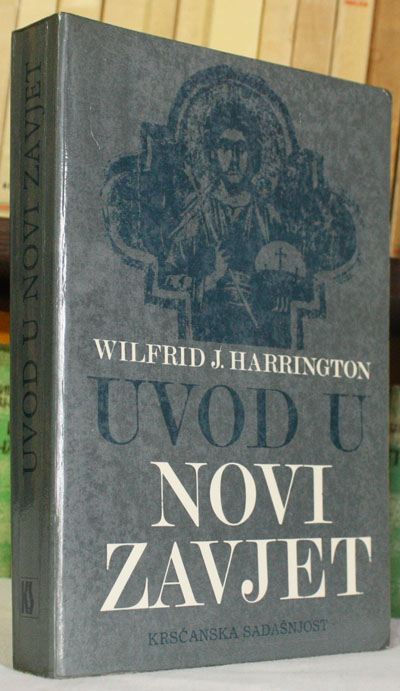 UVOD U NOVI ZAVJET
KS
WILFRID J. HARRINGTON
UVOD U
NOVI
ZAVJET
KRŠĆANSKA SADAŠNJOST